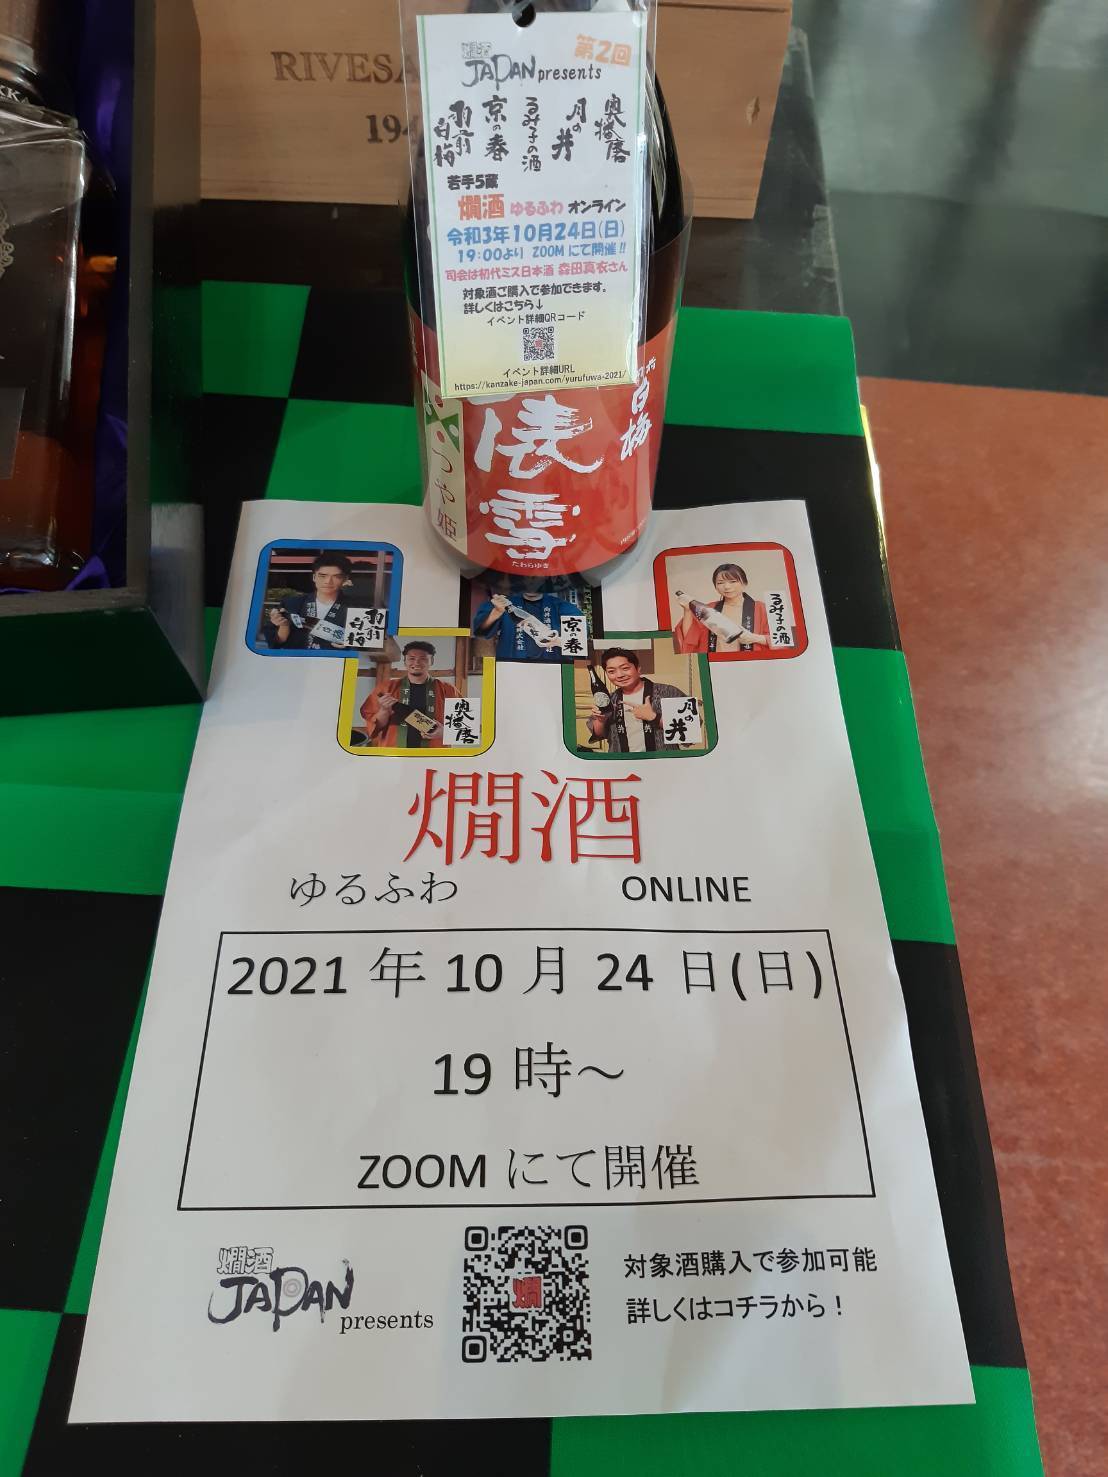 RIVESA
194
燗酒
JAPAN presents
第2回
羽前白梅
京の春
るみ子の酒
月の井
奥播磨
若手5蔵
燗酒 ゆるふわ オンライン
令和3年10月24日(日)
19:00より ZOOMにて開催!!
司会は初代ミス日本酒 森田真衣さん
対象酒ご購入で参加できます。
詳しくはこちら↓
イベント詳細QRコード
イベント詳細URL
https://kanzake-japan.com/yurufuwa-2021/
白梅
俵雪
たわらゆき
つや姫
羽前白梅
京の春
るみ子の酒
奥播磨
月の井
燗酒
ゆるふわ ONLINE
2021年10月24日(日)
19時～
ZOOMにて開催
燗酒
JAPAN
presents
燗
対象酒購入で参加可能
詳しくはコチラから！